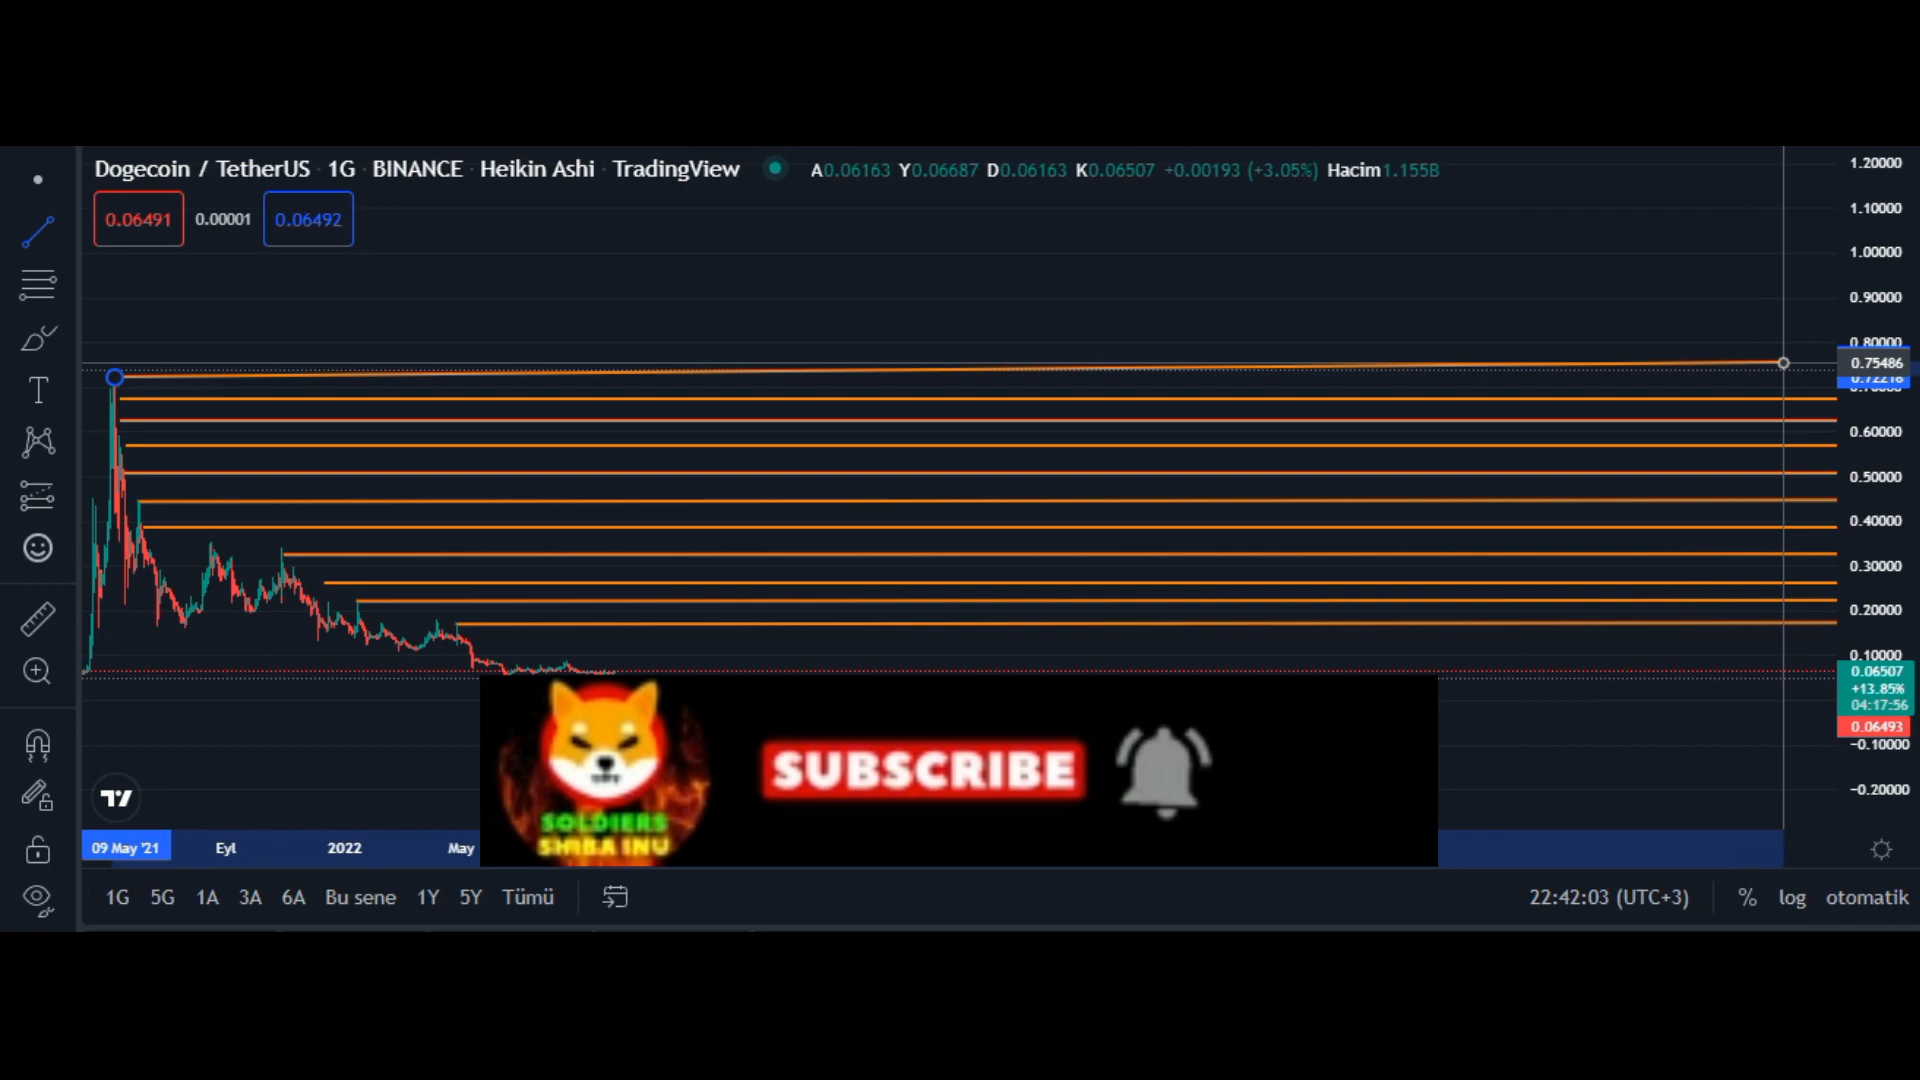 Dogecoin / TetherUS · 1G · BINANCE · Heikin Ashi · TradingView A0.06163 Y0.06687 D0.06163 K0.06507 +0.00193 (+3.05%) Hacim1.155B
0.06491 0.00001 0.06492
1.20000
1.10000
1.00000
0.90000
0.80000
0.75486
0.72218
0.60000
0.50000
0.40000
0.30000
0.20000
0.10000
0.06507
+13.85%
04:17:56
0.06493
−0.10000
−0.20000
SUBSCRIBE
SOLDIERS
SHIBA INU
09 May '21 Eyl 2022 May
1G 5G 1A 3A 6A Bu sene 1Y 5Y Tümü 22:42:03 (UTC+3) % log otomatik